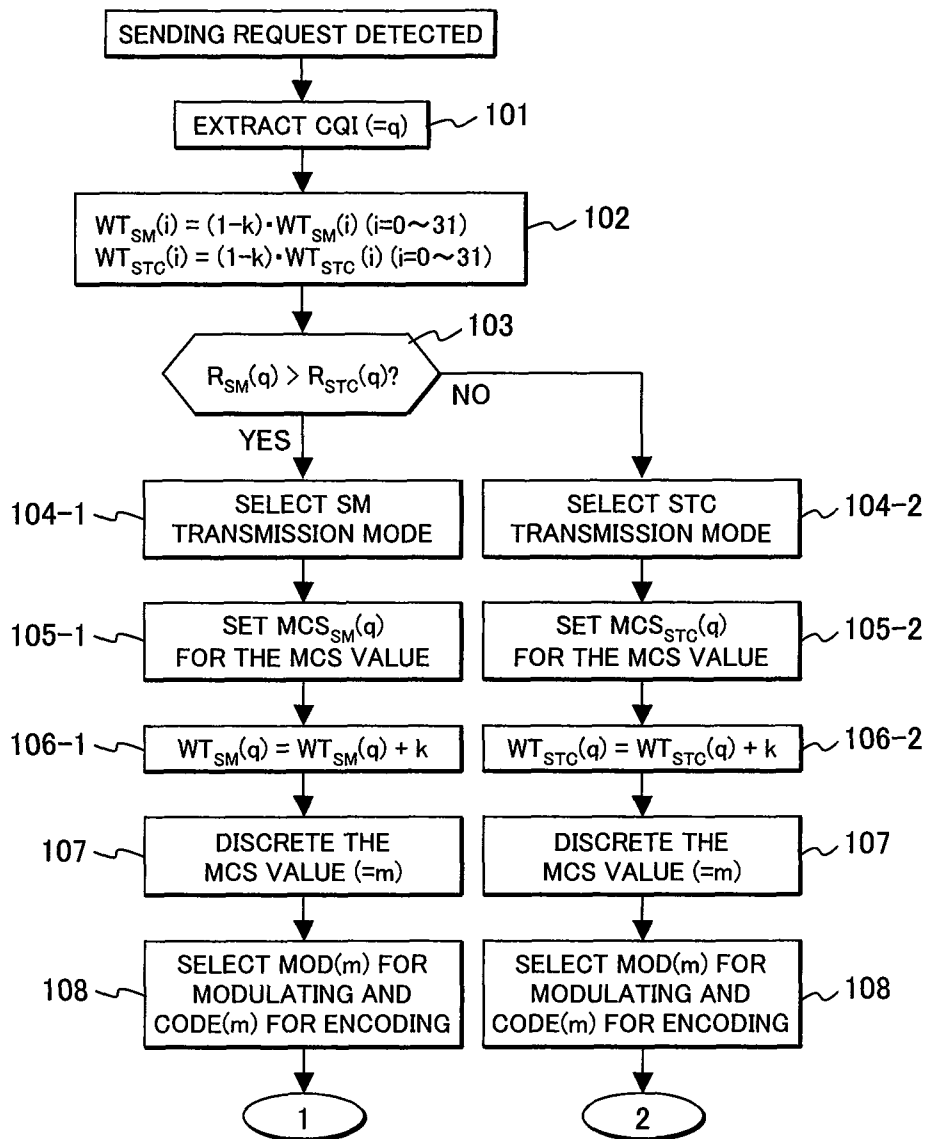 SENDING REQUEST DETECTED
EXTRACT CQI (=q)
101
WT_SM(i) = (1-k)·WT_SM(i) (i=0~31)
WT_STC(i) = (1-k)·WT_STC(i) (i=0~31)
102
103
R_SM(q) > R_STC(q)?
NO
YES
104-1
SELECT SM
TRANSMISSION MODE
SELECT STC
TRANSMISSION MODE
104-2
105-1
SET MCS_SM(q)
FOR THE MCS VALUE
SET MCS_STC(q)
FOR THE MCS VALUE
105-2
106-1
WT_SM(q) = WT_SM(q) + k
WT_STC(q) = WT_STC(q) + k
106-2
107
DISCRETE THE
MCS VALUE (=m)
DISCRETE THE
MCS VALUE (=m)
107
108
SELECT MOD(m) FOR
MODULATING AND
CODE(m) FOR ENCODING
SELECT MOD(m) FOR
MODULATING AND
CODE(m) FOR ENCODING
108
1
2